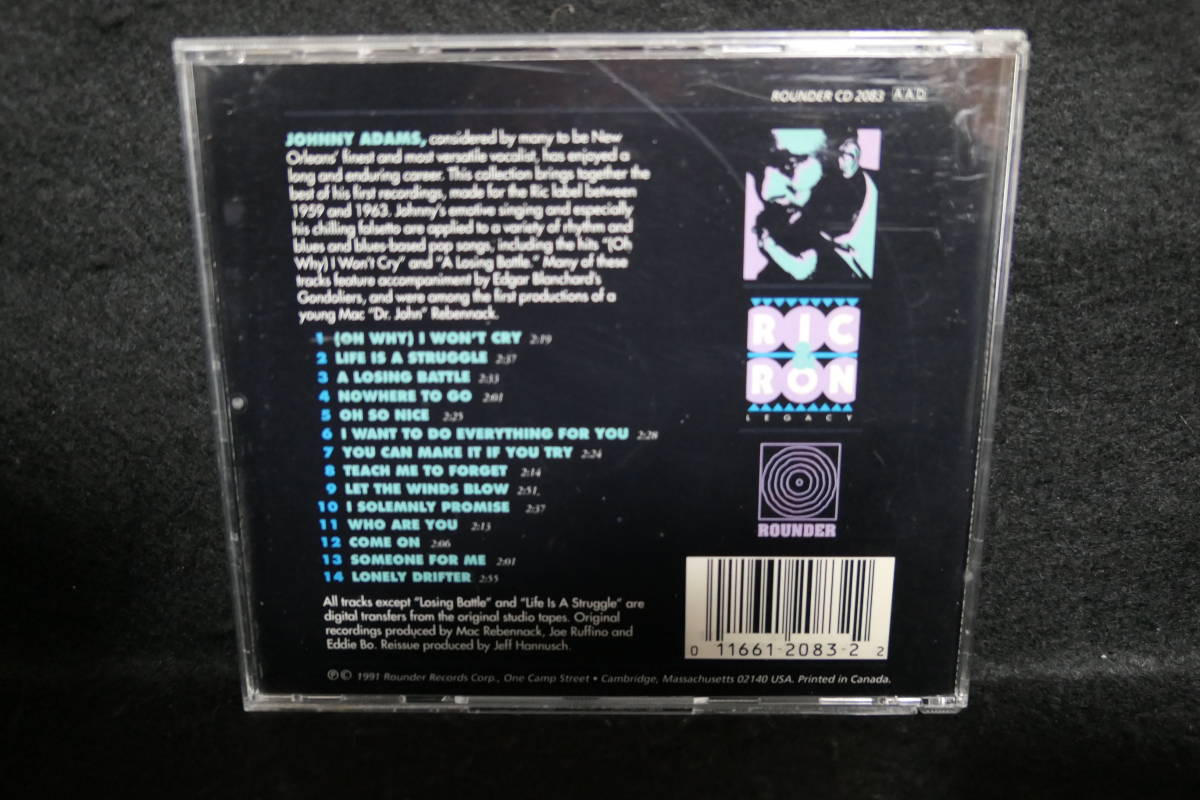 ROUNDER CD 2083 AAD
JOHNNY ADAMS, considered by many to be New
Orleans' finest and most versatile vocalist, has enjoyed a
long and enduring career. This collection brings together the
best of his first recordings, made for the Ric label between
1959 and 1963. Johnny's emotive singing and especially
his chilling falsetto are applied to a variety of rhythm and
blues and blues-based pop songs, including the hits "(Oh
Why) I Won't Cry" and "A Losing Battle." Many of these
tracks feature accompaniment by Edgar Blanchard's
Gondoliers, and were among the first productions of a
young Mac "Dr. John" Rebennack.
1 (OH WHY) I WON'T CRY 2:19
2 LIFE IS A STRUGGLE 2:37
3 A LOSING BATTLE 2:33
4 NOWHERE TO GO 2:01
5 OH SO NICE 2:25
6 I WANT TO DO EVERYTHING FOR YOU 2:28
7 YOU CAN MAKE IT IF YOU TRY 2:24
8 TEACH ME TO FORGET 2:14
9 LET THE WINDS BLOW 2:51
10 I SOLEMNLY PROMISE 2:37
11 WHO ARE YOU 2:13
12 COME ON 2:06
13 SOMEONE FOR ME 2:01
14 LONELY DRIFTER 2:55
All tracks except "Losing Battle" and "Life Is A Struggle" are
digital transfers from the original studio tapes. Original
recordings produced by Mac Rebennack, Joe Ruffino and
Eddie Bo. Reissue produced by Jeff Hannusch.
RIC
&
RON
LEGACY
ROUNDER
0 11661-2083-2 2
℗© 1991 Rounder Records Corp., One Camp Street • Cambridge, Massachusetts 02140 USA. Printed in Canada.